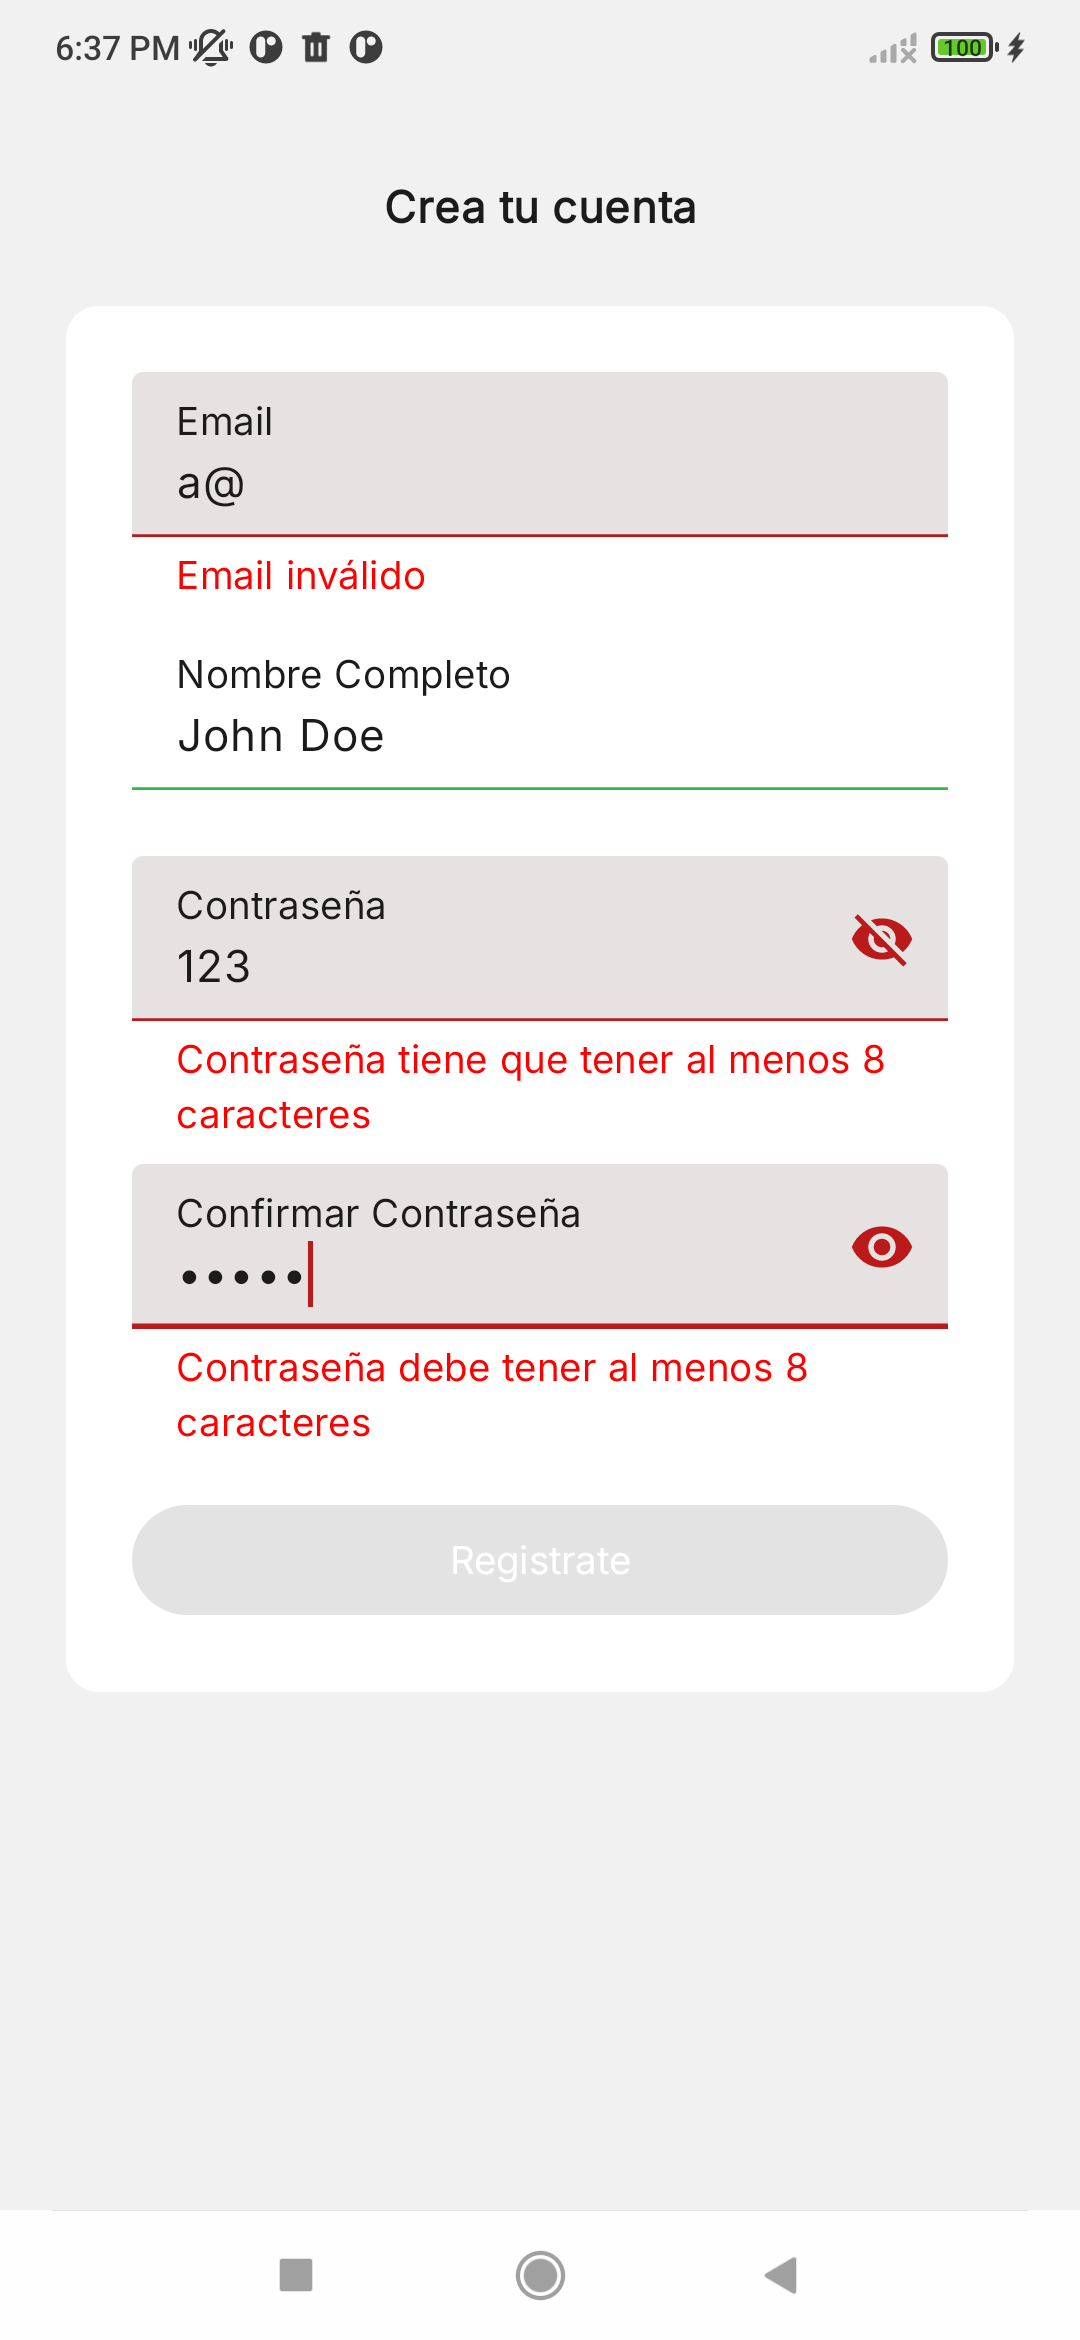 6:37 PM
100
Crea tu cuenta
Email
a@
Email inválido
Nombre Completo
John Doe
Contraseña
123
Contraseña tiene que tener al menos 8
caracteres
Confirmar Contraseña
•••••
Contraseña debe tener al menos 8
caracteres
Registrate